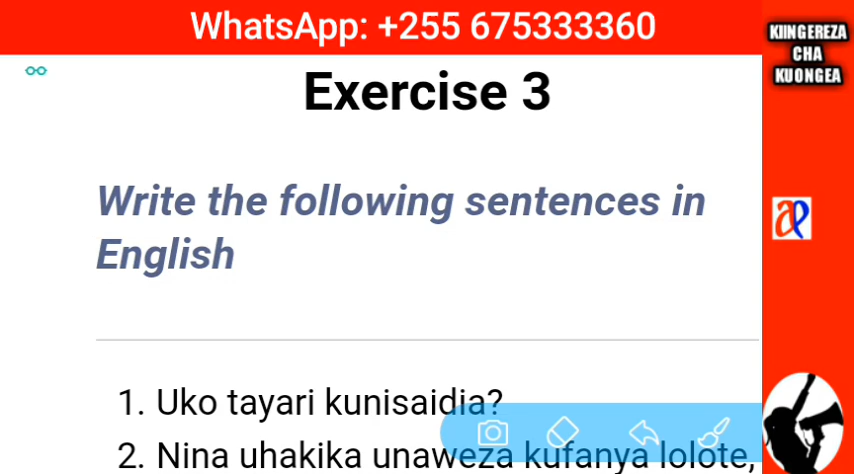 WhatsApp: +255 675333360
KIINGEREZA
CHA
KUONGEA
Exercise 3
Write the following sentences in
English
1. Uko tayari kunisaidia?
2. Nina uhakika unaweza kufanya lolote,